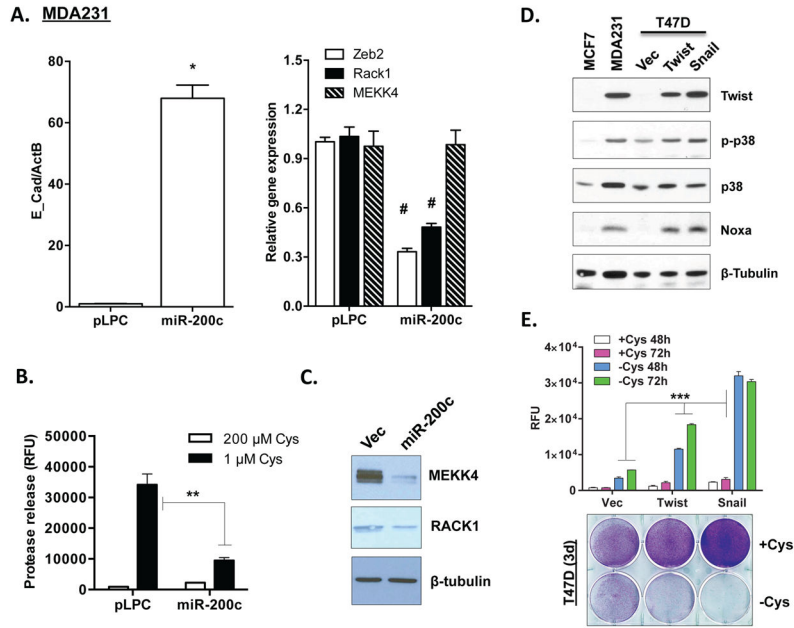 A. MDA231
E_Cad/ActB
80
60
40
20
0
*
pLPC
miR-200c
Zeb2
Rack1
MEKK4
Relative gene expression
1.5
1.2
0.9
0.6
0.3
0.0
# #
pLPC
miR-200c
B.
200 µM Cys
1 µM Cys
Protease release (RFU)
50000
40000
30000
20000
10000
0
**
pLPC
miR-200c
C.
Vec
miR-200c
MEKK4
RACK1
β-tubulin
D.
T47D
MCF7
MDA231
Vec
Twist
Snail
Twist
p-p38
p38
Noxa
β-Tubulin
E.
+Cys 48h
+Cys 72h
-Cys 48h
-Cys 72h
RFU
4×10⁴
3×10⁴
2×10⁴
1×10⁴
0
***
Vec
Twist
Snail
T47D (3d)
+Cys
-Cys